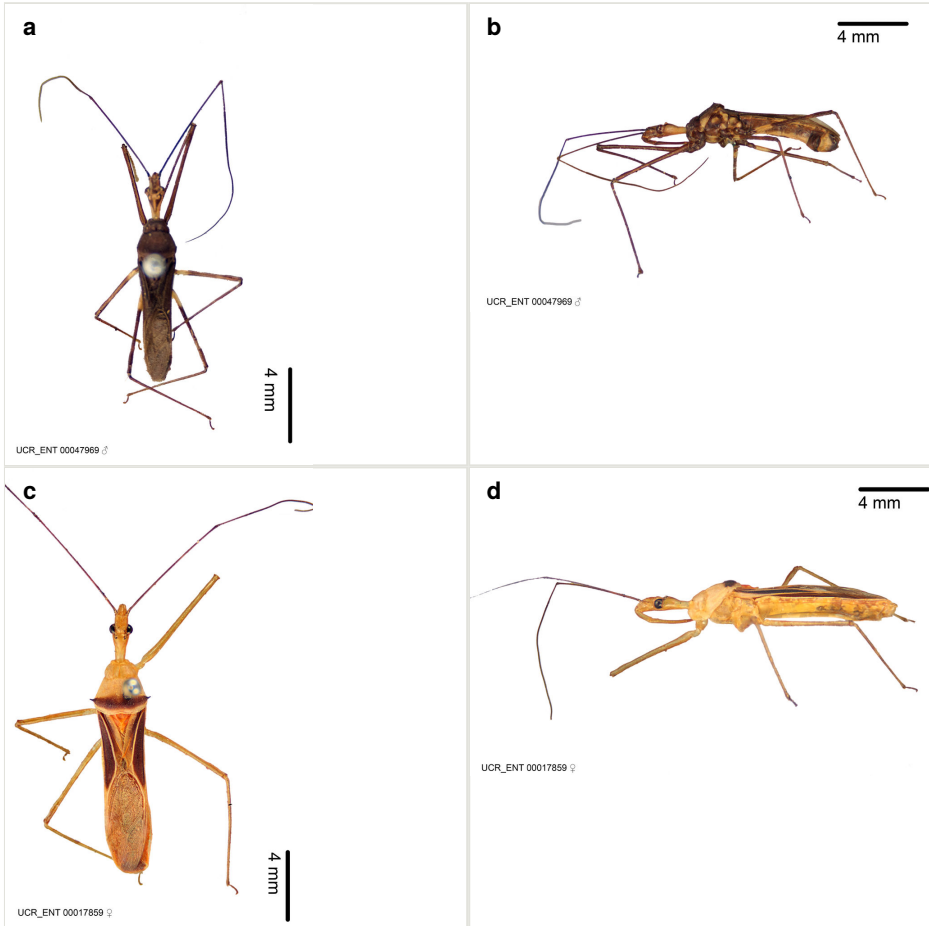 a
4 mm
UCR_ENT 00047969 ♂
b
4 mm
UCR_ENT 00047969 ♂
c
4 mm
UCR_ENT 00017859 ♀
d
4 mm
UCR_ENT 00017859 ♀